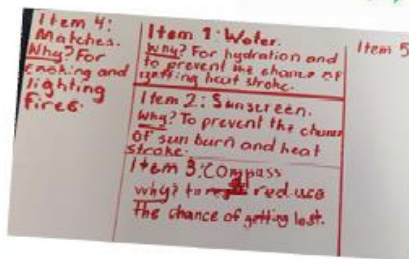 Item 4:
Matches.
Why? For
cooking and
lighting
fires.
Item 1: Water.
Why? For hydration and
to prevent the chance of
getting heat stroke.
Item 2: Sunscreen.
Why? To prevent the chance
of sun burn and heat
stroke.
Item 3: Compass
why? to reduce
the chance of getting lost.
Item 5